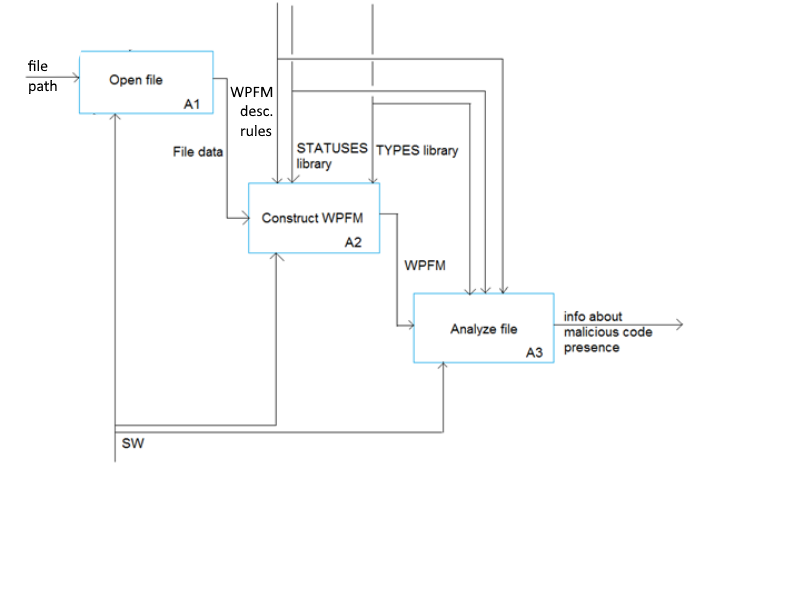 file
path
Open file
A1
WPFM
desc.
rules
File data
STATUSES
library
TYPES library
Construct WPFM
A2
WPFM
Analyze file
A3
info about
malicious code
presence
SW